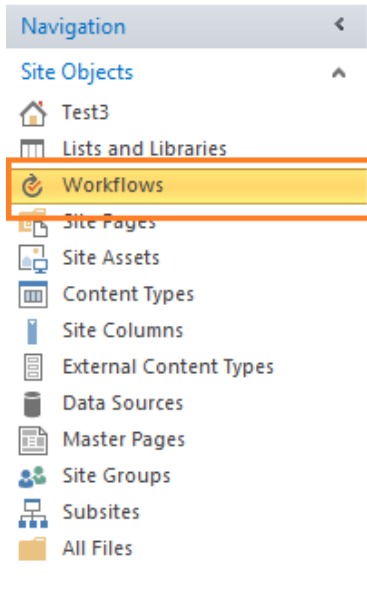 Navigation
Site Objects
Test3
Lists and Libraries
Workflows
Site Pages
Site Assets
Content Types
Site Columns
External Content Types
Data Sources
Master Pages
Site Groups
Subsites
All Files